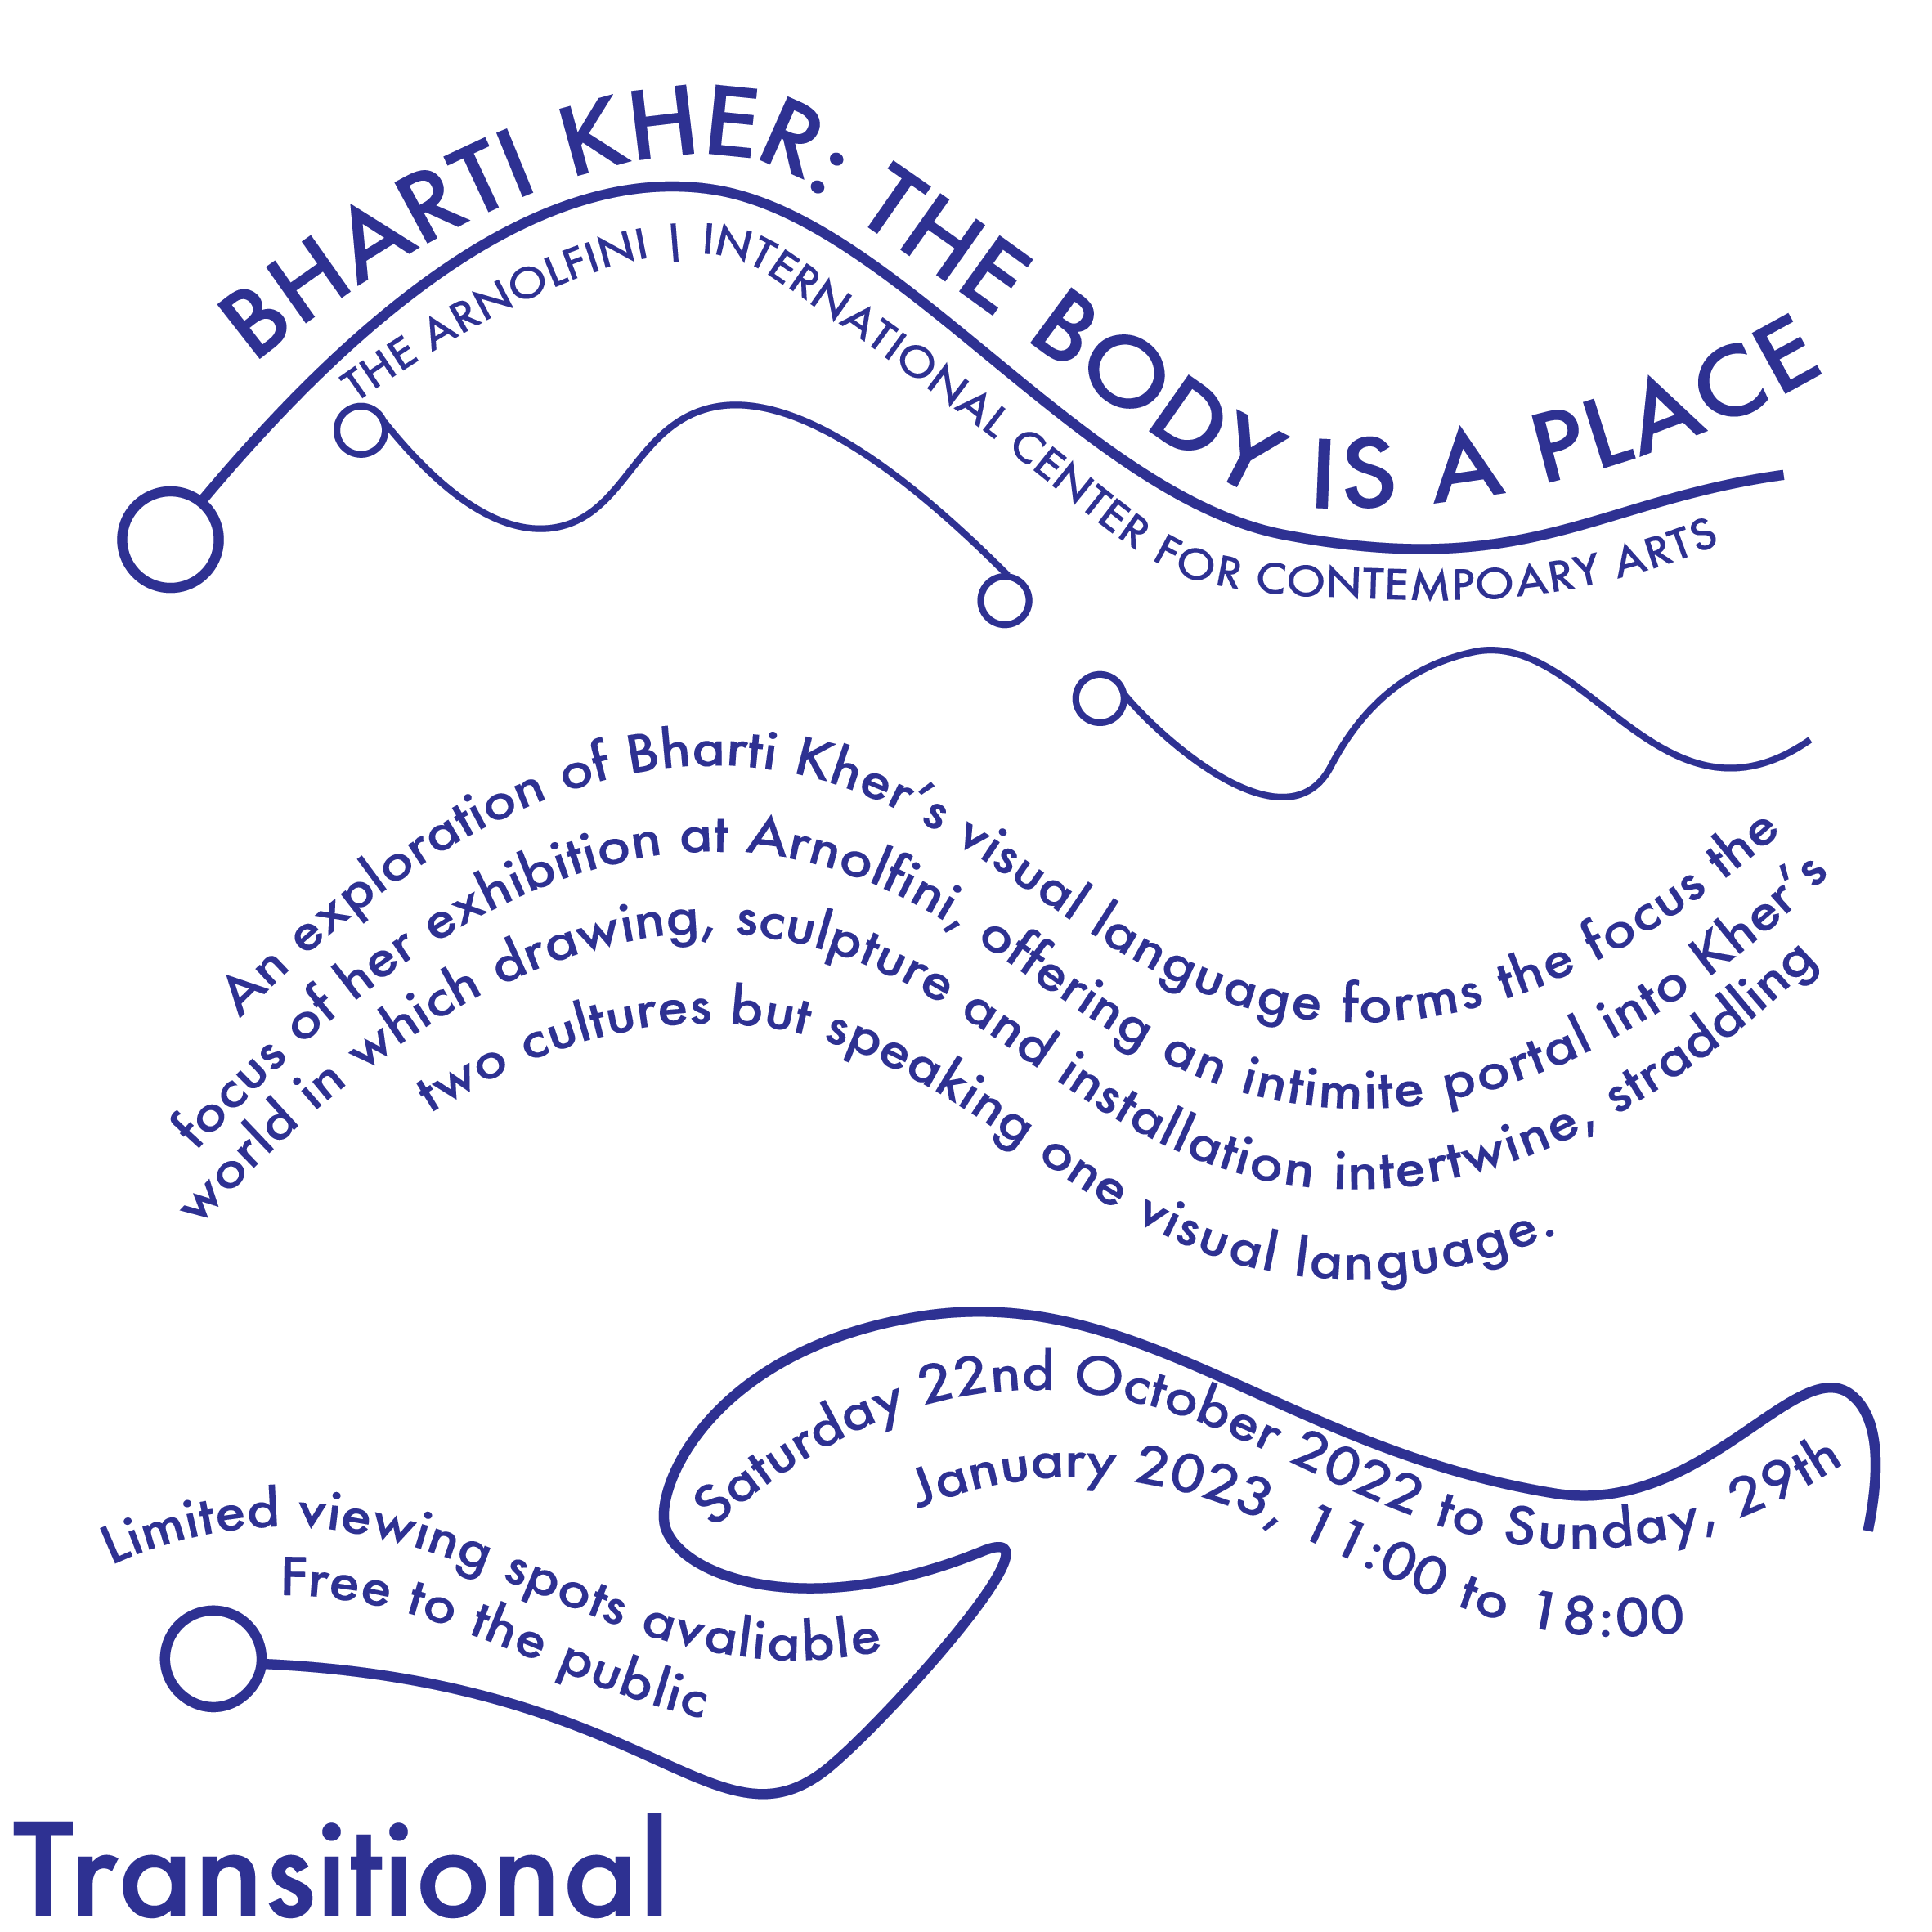 BHARTI KHER: THE BODY IS A PLACE
THE ARNOLFINI | INTERNATIONAL CENTER FOR CONTEMPOARY ARTS
An exploration of Bharti Kher's visual language forms the focus the
focus of her exhibition at Arnolfini, offering an intimite portal into Kher's
world in which drawing, sculpture and installation intertwine, straddling
two cultures but speaking one visual language.
Saturday 22nd October 2022 to Sunday, 29th
January 2023, 11:00 to 18:00
Limited viewing spots avaliable
Free to the public
Transitional